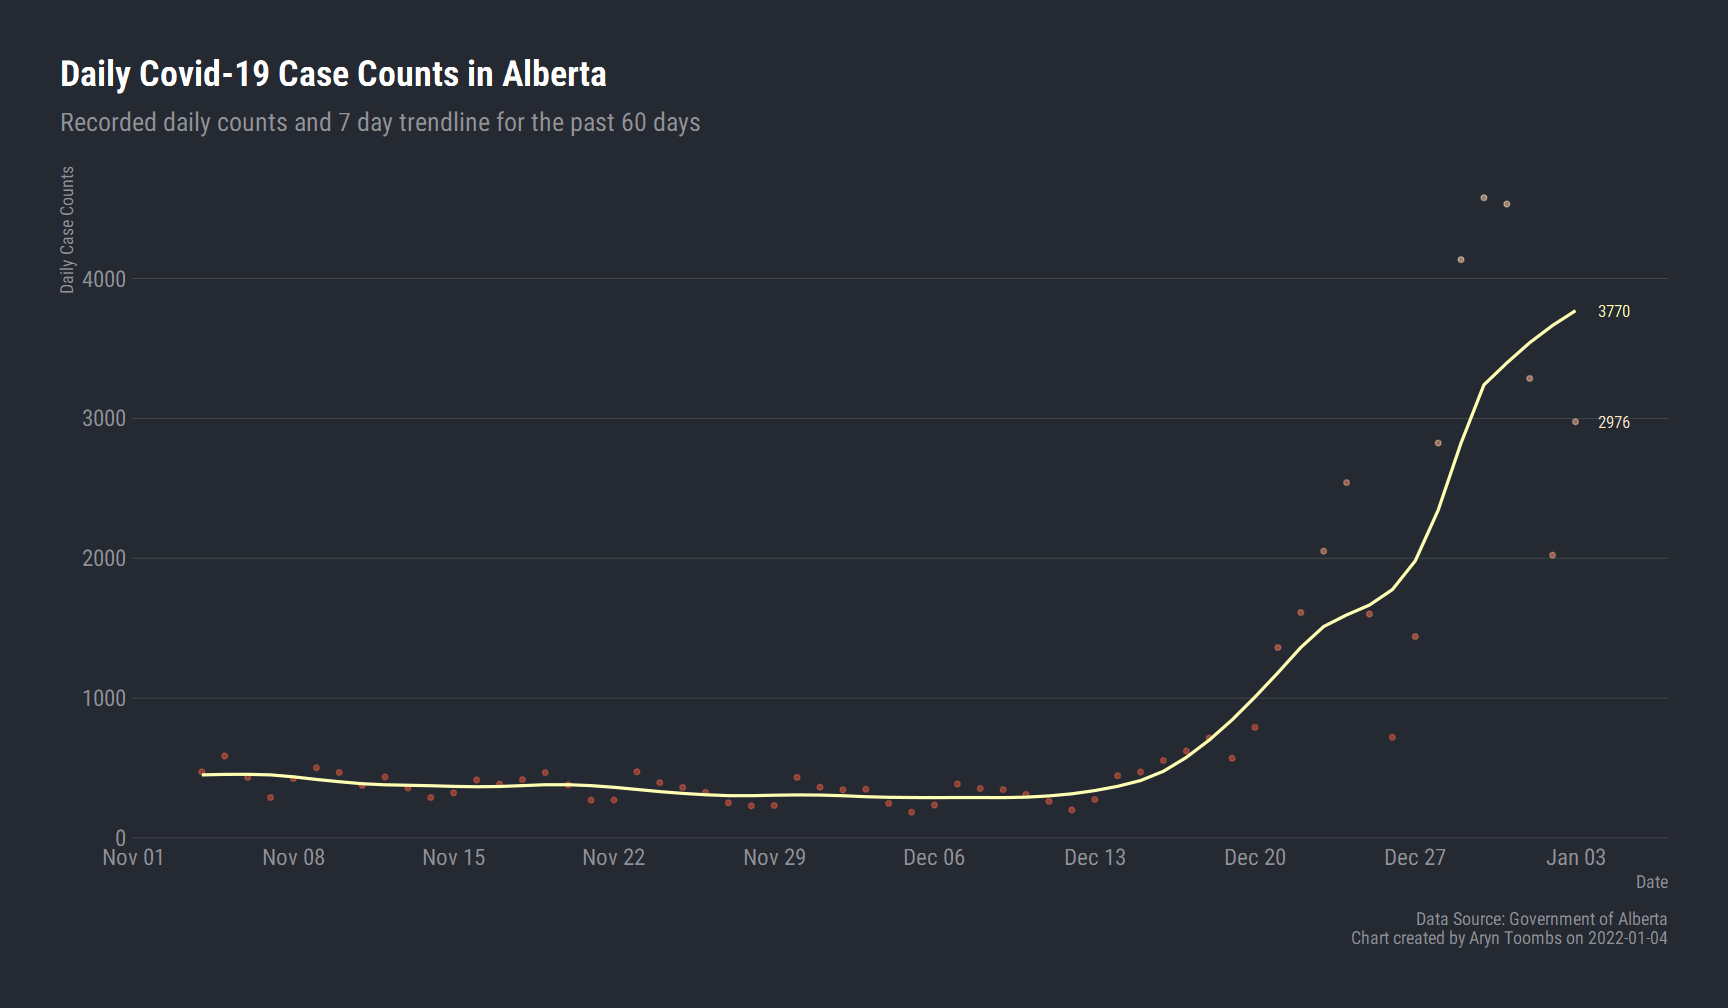 Daily Covid-19 Case Counts in Alberta
Recorded daily counts and 7 day trendline for the past 60 days
Daily Case Counts
4000
3000
2000
1000
0
3770
2976
Nov 01
Nov 08
Nov 15
Nov 22
Nov 29
Dec 06
Dec 13
Dec 20
Dec 27
Jan 03
Date
Data Source: Government of Alberta
Chart created by Aryn Toombs on 2022-01-04